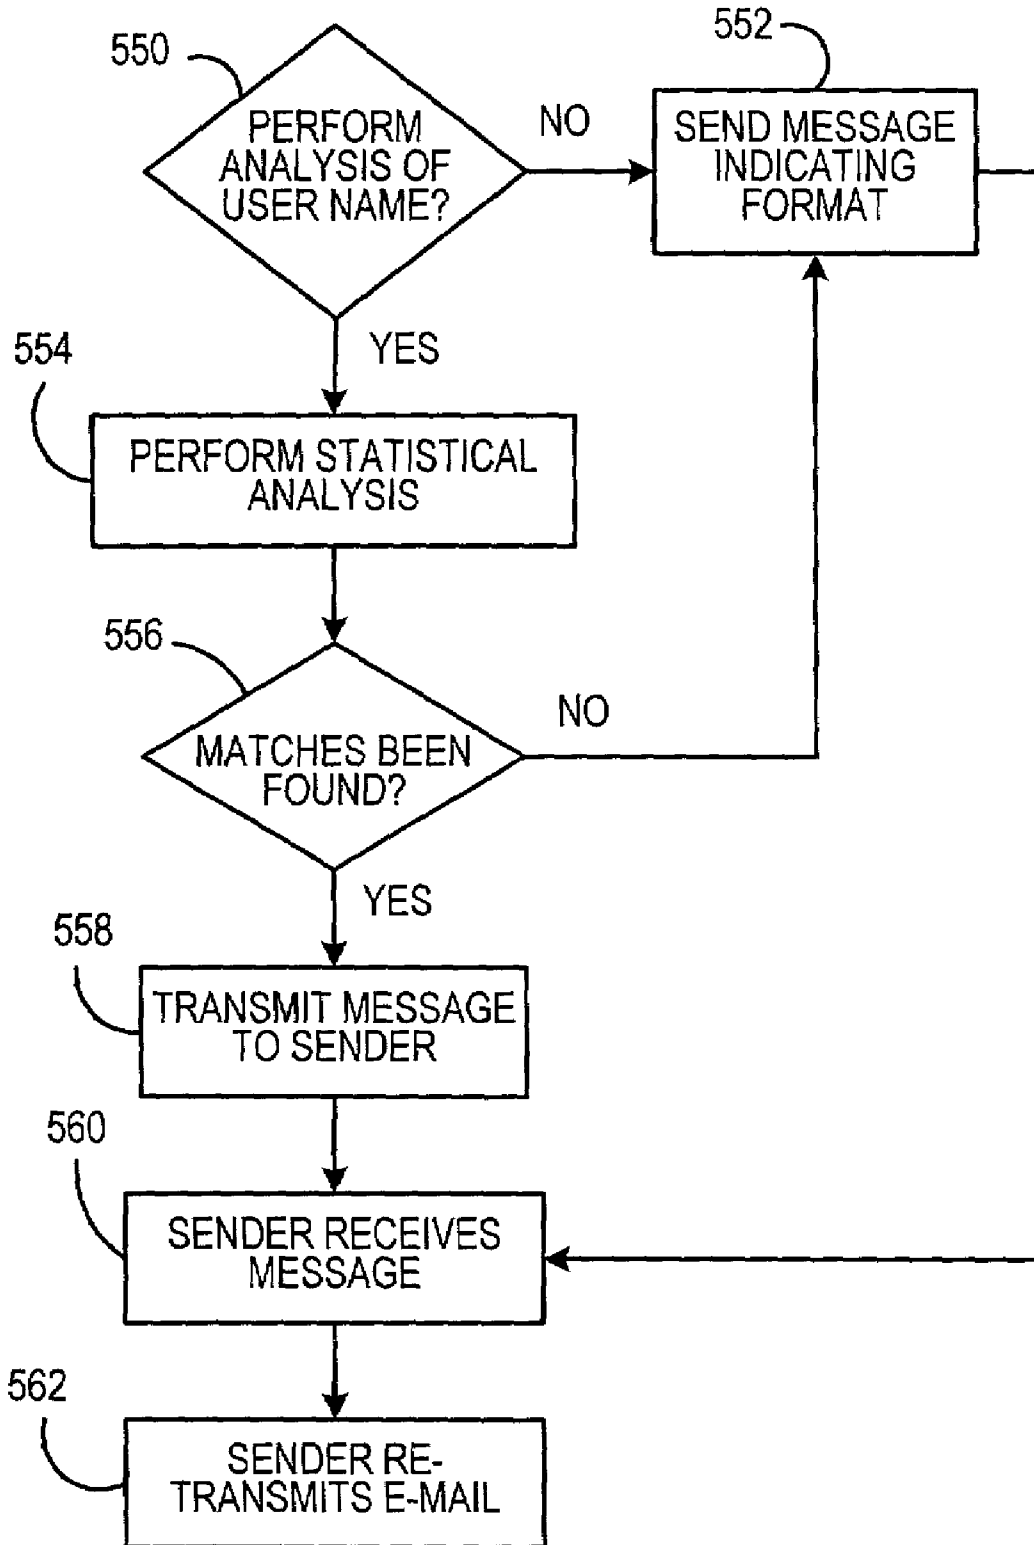 550
PERFORM
ANALYSIS OF
USER NAME?
NO
552
SEND MESSAGE
INDICATING
FORMAT
YES
554
PERFORM STATISTICAL
ANALYSIS
556
MATCHES BEEN
FOUND?
NO
YES
558
TRANSMIT MESSAGE
TO SENDER
560
SENDER RECEIVES
MESSAGE
562
SENDER RE-
TRANSMITS E-MAIL